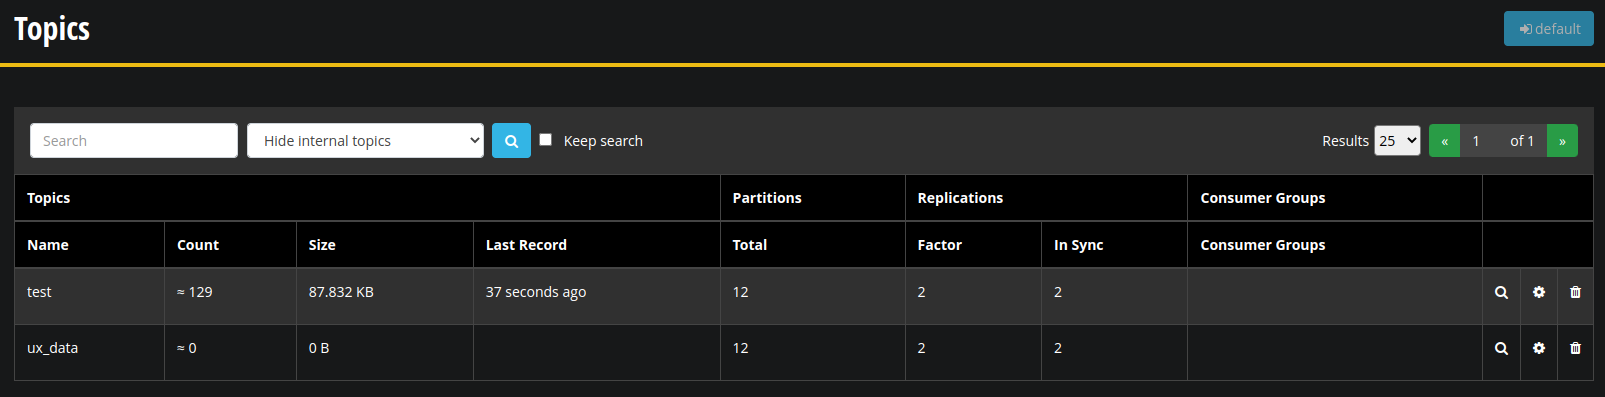 Topics
default
Search Hide internal topics Keep search Results 25 « 1 of 1 »
Topics Partitions Replications Consumer Groups
Name Count Size Last Record Total Factor In Sync Consumer Groups
test ≈ 129 87.832 KB 37 seconds ago 12 2 2
ux_data ≈ 0 0 B 12 2 2